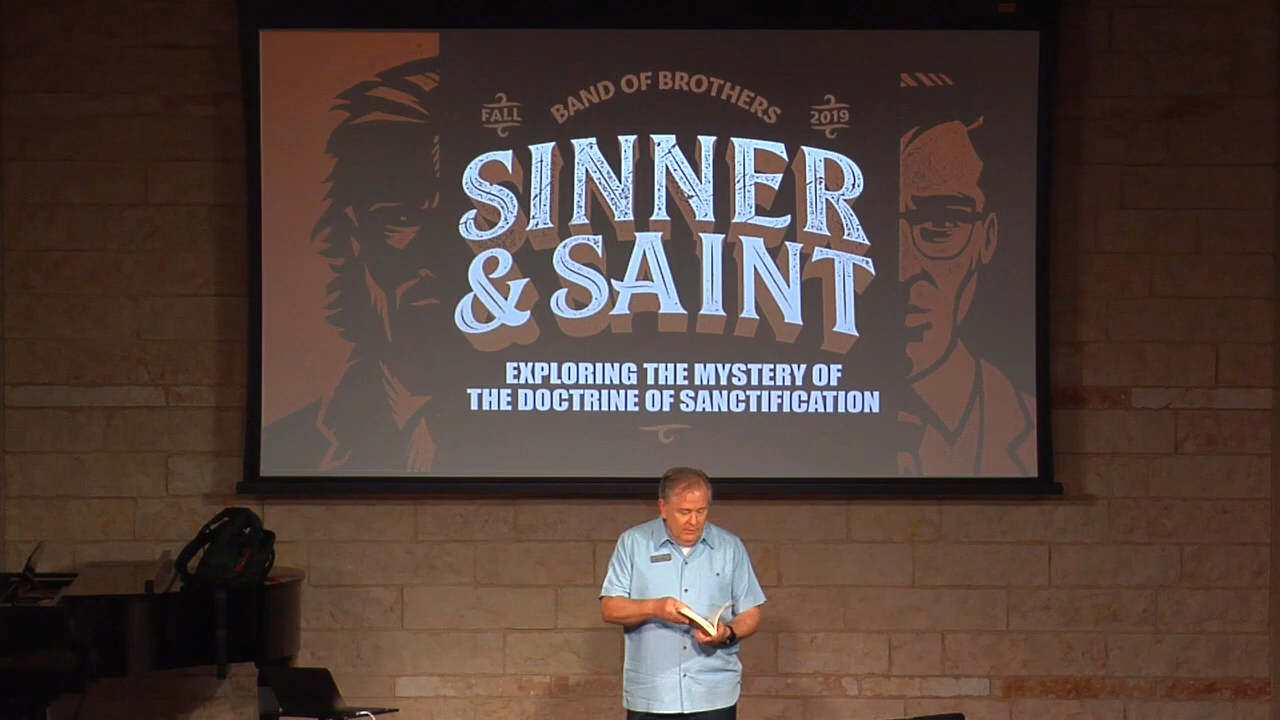 BAND OF BROTHERS
FALL
2019
SINNER
& SAINT
EXPLORING THE MYSTERY OF
THE DOCTRINE OF SANCTIFICATION